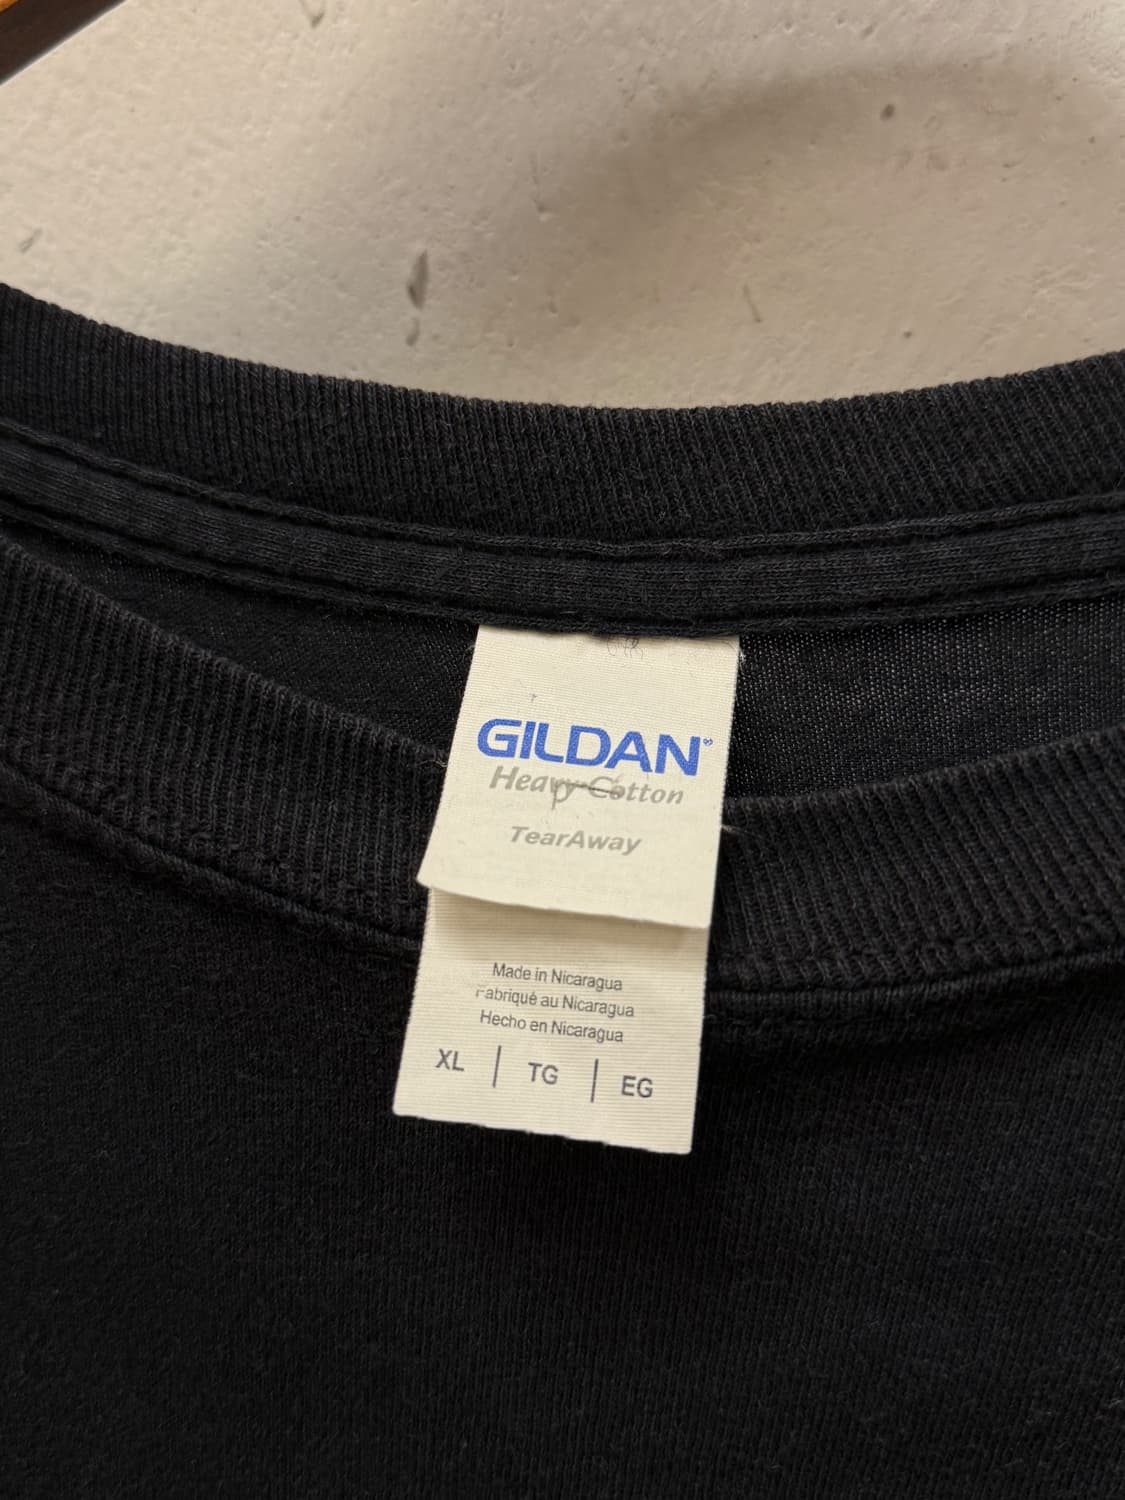 GILDAN®
Heavy Cotton
TearAway
Made in Nicaragua
Fabriqué au Nicaragua
Hecho en Nicaragua
XL | TG | EG